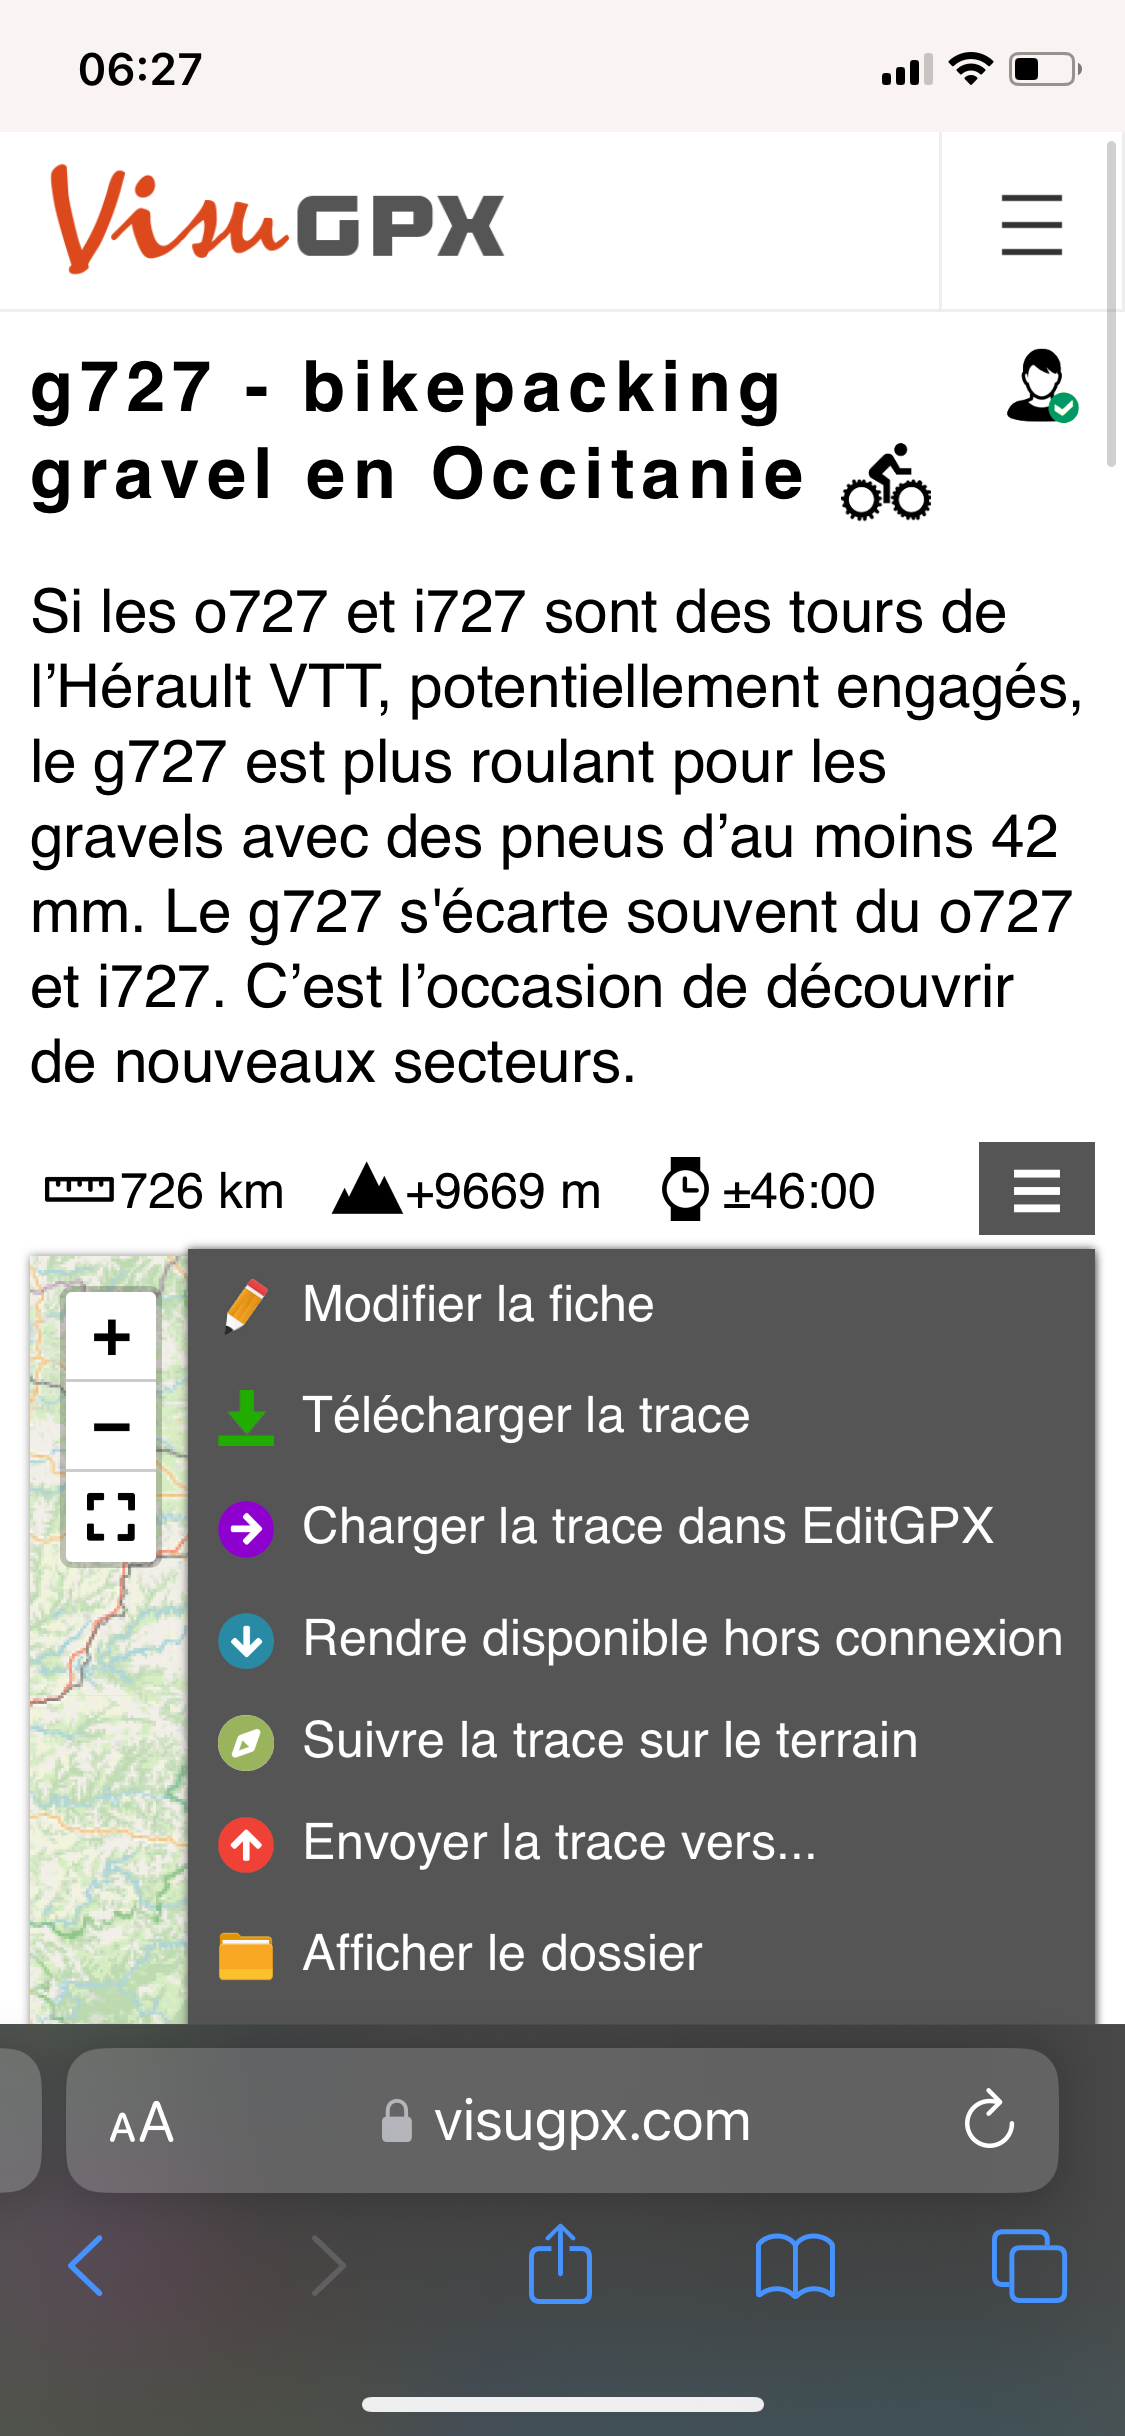 06:27
VisuGPX
g727 - bikepacking
gravel en Occitanie
Si les o727 et i727 sont des tours de
l’Hérault VTT, potentiellement engagés,
le g727 est plus roulant pour les
gravels avec des pneus d’au moins 42
mm. Le g727 s'écarte souvent du o727
et i727. C’est l’occasion de découvrir
de nouveaux secteurs.
726 km +9669 m ±46:00
+
−
Modifier la fiche
Télécharger la trace
Charger la trace dans EditGPX
Rendre disponible hors connexion
Suivre la trace sur le terrain
Envoyer la trace vers...
Afficher le dossier
AA visugpx.com